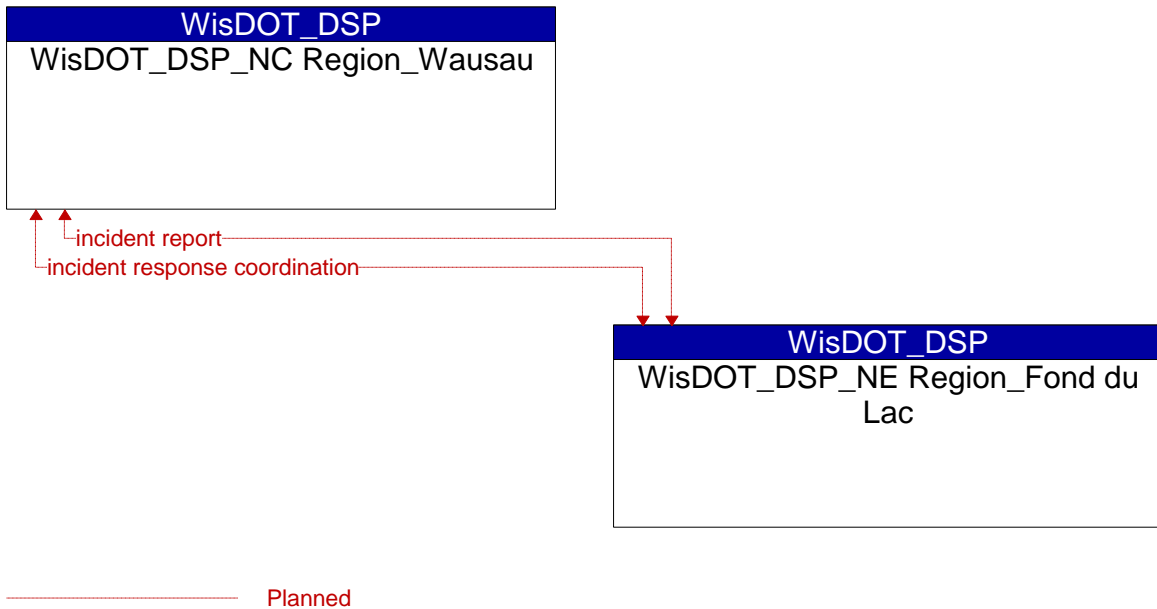 WisDOT_DSP
WisDOT_DSP_NC Region_Wausau
incident report
incident response coordination
WisDOT_DSP
WisDOT_DSP_NE Region_Fond du
Lac
Planned